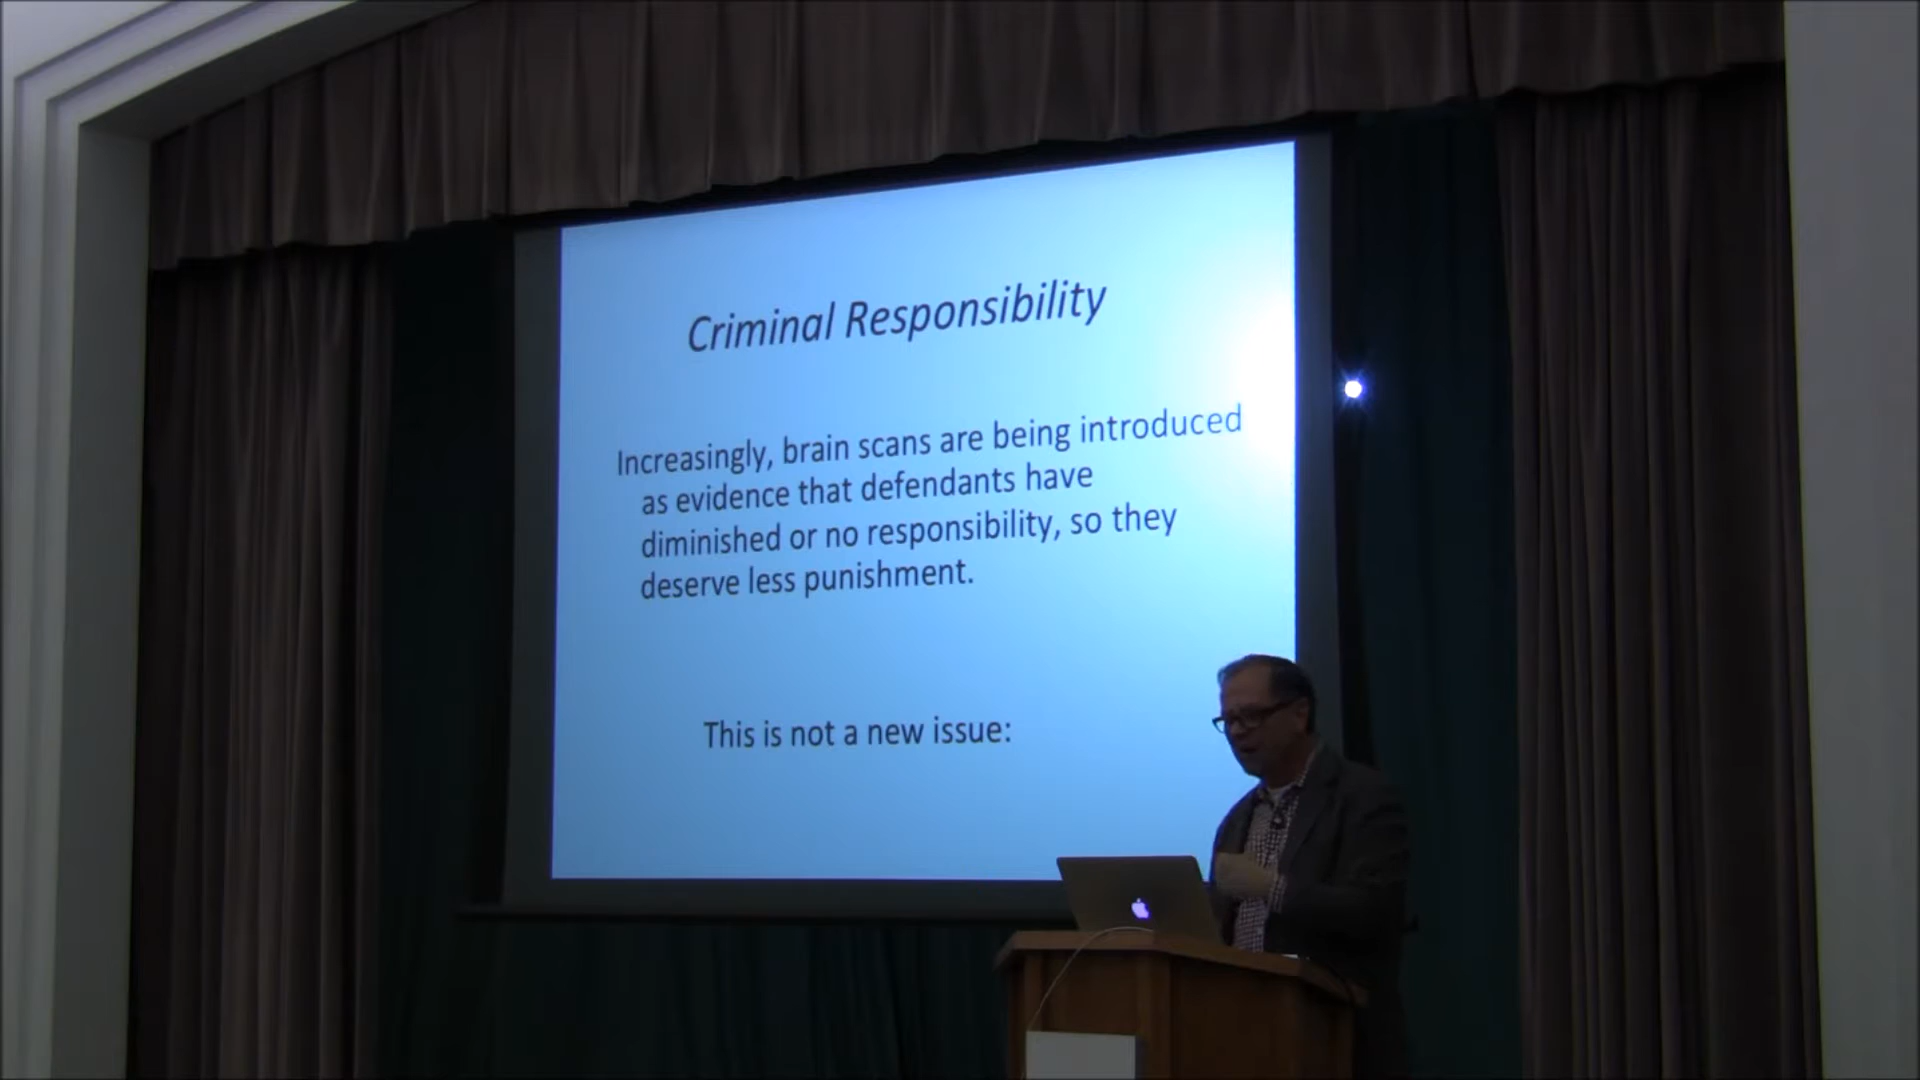 Criminal Responsibility
Increasingly, brain scans are being introduced
as evidence that defendants have
diminished or no responsibility, so they
deserve less punishment.
This is not a new issue: